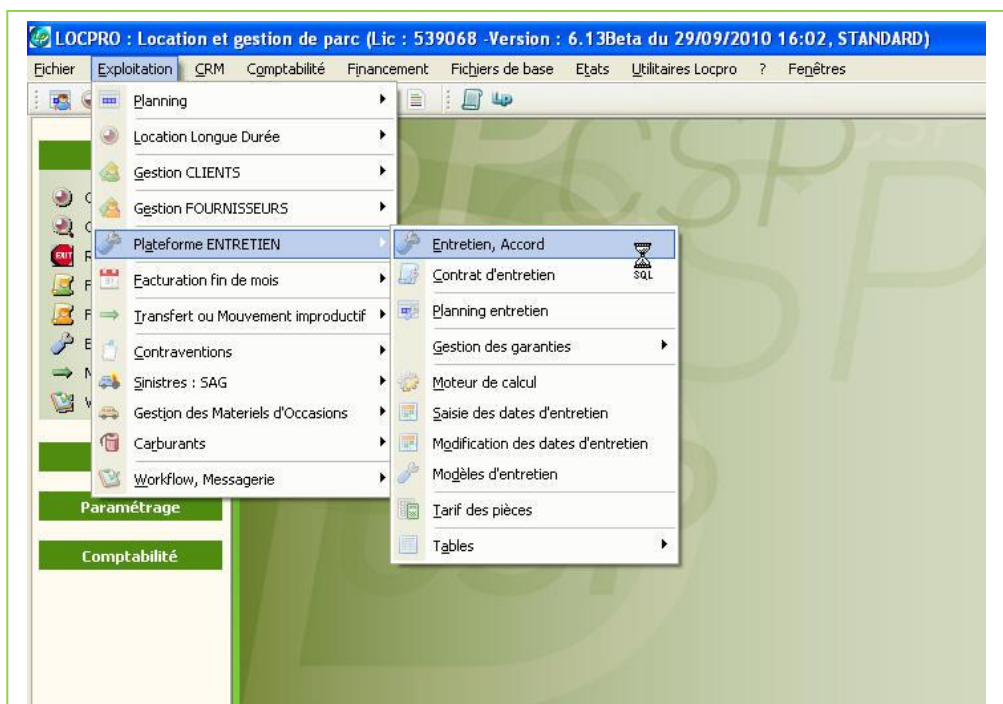 LOCPRO : Location et gestion de parc (Lic : 539068 -Version : 6.13Beta du 29/09/2010 16:02, STANDARD)
Fichier Exploitation CRM Comptabilité Financement Fichiers de base Etats Utilitaires Locpro ? Fenêtres
Planning
Location Longue Durée
Gestion CLIENTS
Gestion FOURNISSEURS
Plateforme ENTRETIEN
Facturation fin de mois
Transfert ou Mouvement improductif
Contraventions
Sinistres : SAG
Gestion des Materiels d'Occasions
Carburants
Workflow, Messagerie
Entretien, Accord
SQL
Contrat d'entretien
Planning entretien
Gestion des garanties
Moteur de calcul
Saisie des dates d'entretien
Modification des dates d'entretien
Modèles d'entretien
Tarif des pièces
Tables
EXIT
Paramétrage
Comptabilité
CSP
CSP